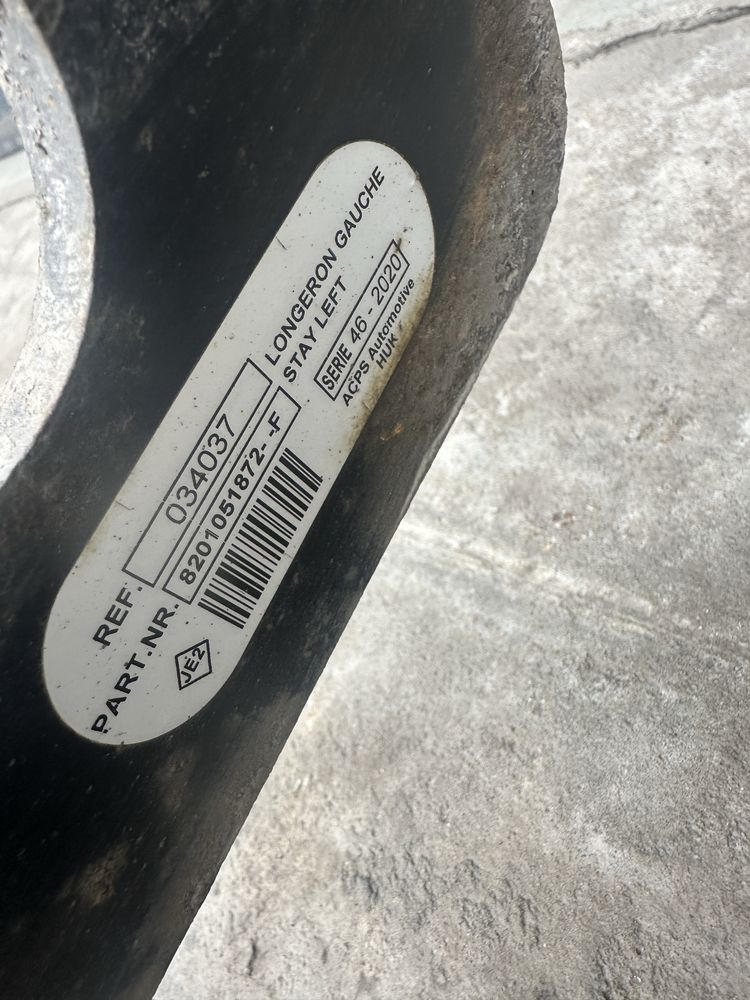 REF. 034037
PART.NR. 8201051872- -F
JE2
LONGERON GAUCHE
STAY LEFT
SERIE 46 - 2020
ACPS Automotive
HUK